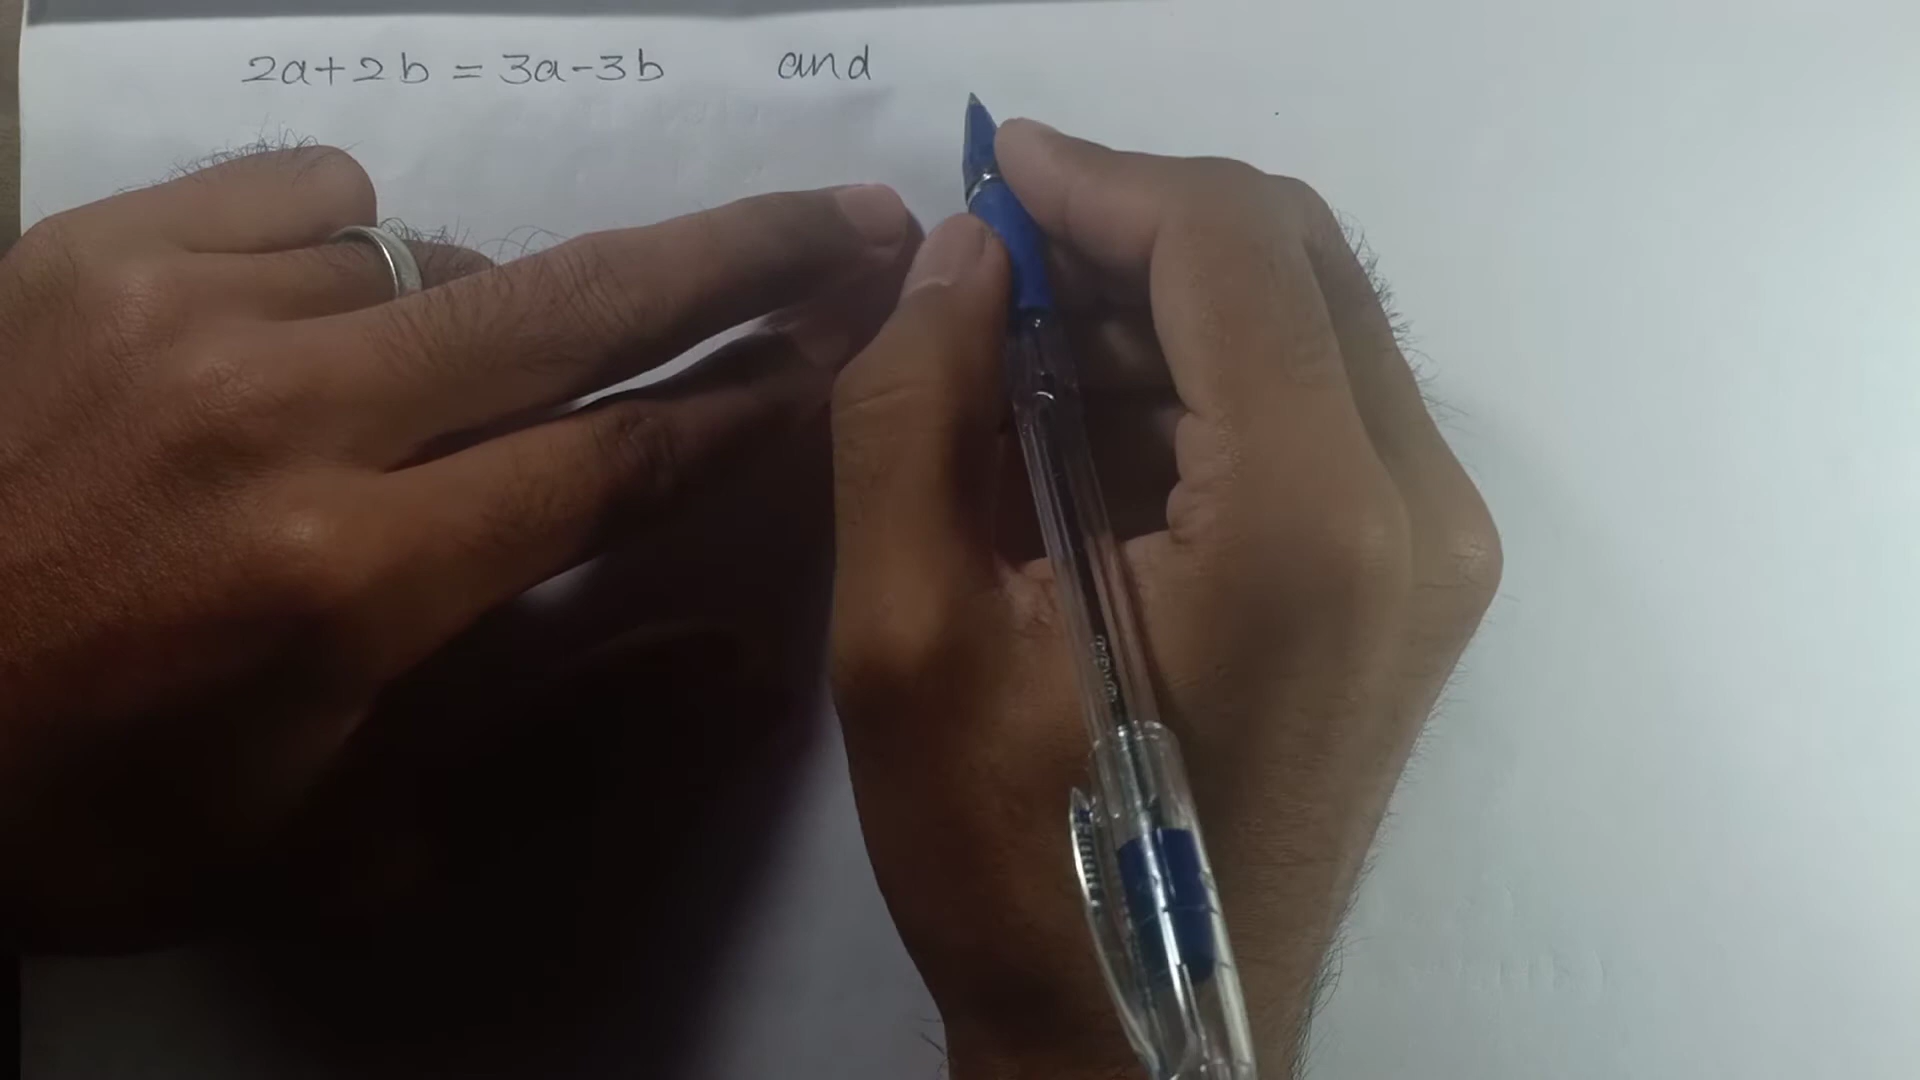 2a+2b = 3a-3b and